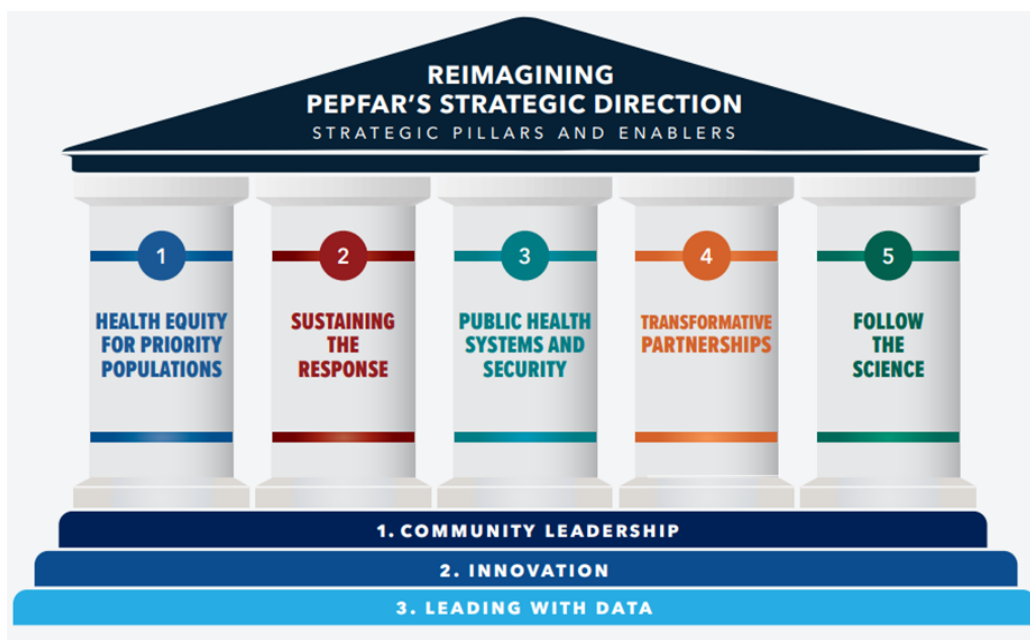 REIMAGINING
PEPFAR'S STRATEGIC DIRECTION
STRATEGIC PILLARS AND ENABLERS
1
HEALTH EQUITY
FOR PRIORITY
POPULATIONS
2
SUSTAINING
THE
RESPONSE
3
PUBLIC HEALTH
SYSTEMS AND
SECURITY
4
TRANSFORMATIVE
PARTNERSHIPS
5
FOLLOW
THE
SCIENCE
1. COMMUNITY LEADERSHIP
2. INNOVATION
3. LEADING WITH DATA